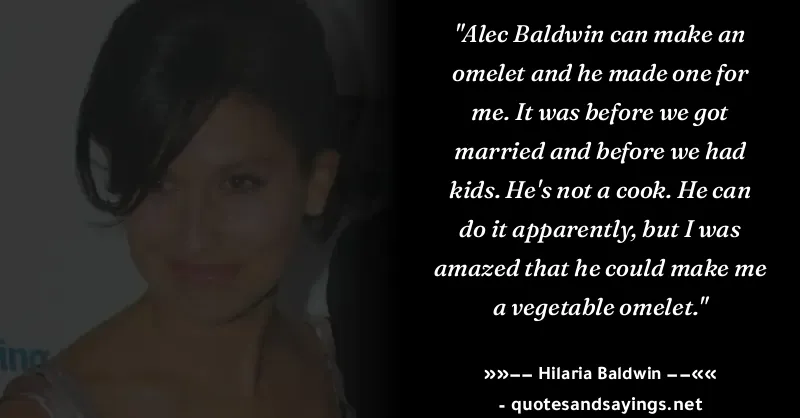 "Alec Baldwin can make an
omelet and he made one for
me. It was before we got
married and before we had
kids. He's not a cook. He can
do it apparently, but I was
amazed that he could make me
a vegetable omelet."
»»–– Hilaria Baldwin ––««
- quotesandsayings.net
ing